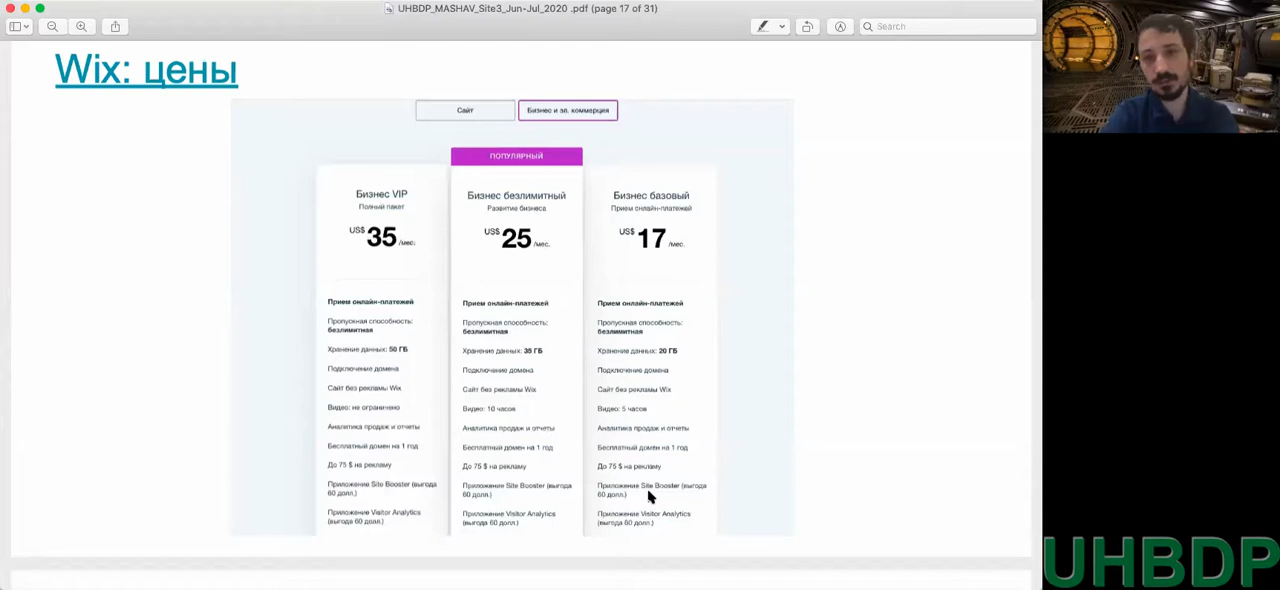 UHBDP_MASHAV_Site3_Jun-Jul_2020 .pdf (page 17 of 31)
Search
Wix: цены
Сайт
Бизнес и эл. коммерция
ПОПУЛЯРНЫЙ
Бизнес VIP
Полный пакет
US$ 35 /мес.
Прием онлайн-платежей
Пропускная способность:
безлимитная
Хранение данных: 50 ГБ
Подключение домена
Сайт без рекламы Wix
Видео: не ограничено
Аналитика продаж и отчеты
Бесплатный домен на 1 год
До 75 $ на рекламу
Приложение Site Booster (выгода
60 долл.)
Приложение Visitor Analytics
(выгода 60 долл.)
Бизнес безлимитный
Развитие бизнеса
US$ 25 /мес.
Прием онлайн-платежей
Пропускная способность:
безлимитная
Хранение данных: 35 ГБ
Подключение домена
Сайт без рекламы Wix
Видео: 10 часов
Аналитика продаж и отчеты
Бесплатный домен на 1 год
До 75 $ на рекламу
Приложение Site Booster (выгода
60 долл.)
Приложение Visitor Analytics
(выгода 60 долл.)
Бизнес базовый
Прием онлайн-платежей
US$ 17 /мес.
Прием онлайн-платежей
Пропускная способность:
безлимитная
Хранение данных: 20 ГБ
Подключение домена
Сайт без рекламы Wix
Видео: 5 часов
Аналитика продаж и отчеты
Бесплатный домен на 1 год
До 75 $ на рекламу
Приложение Site Booster (выгода
60 долл.)
Приложение Visitor Analytics
(выгода 60 долл.)
UHBDP